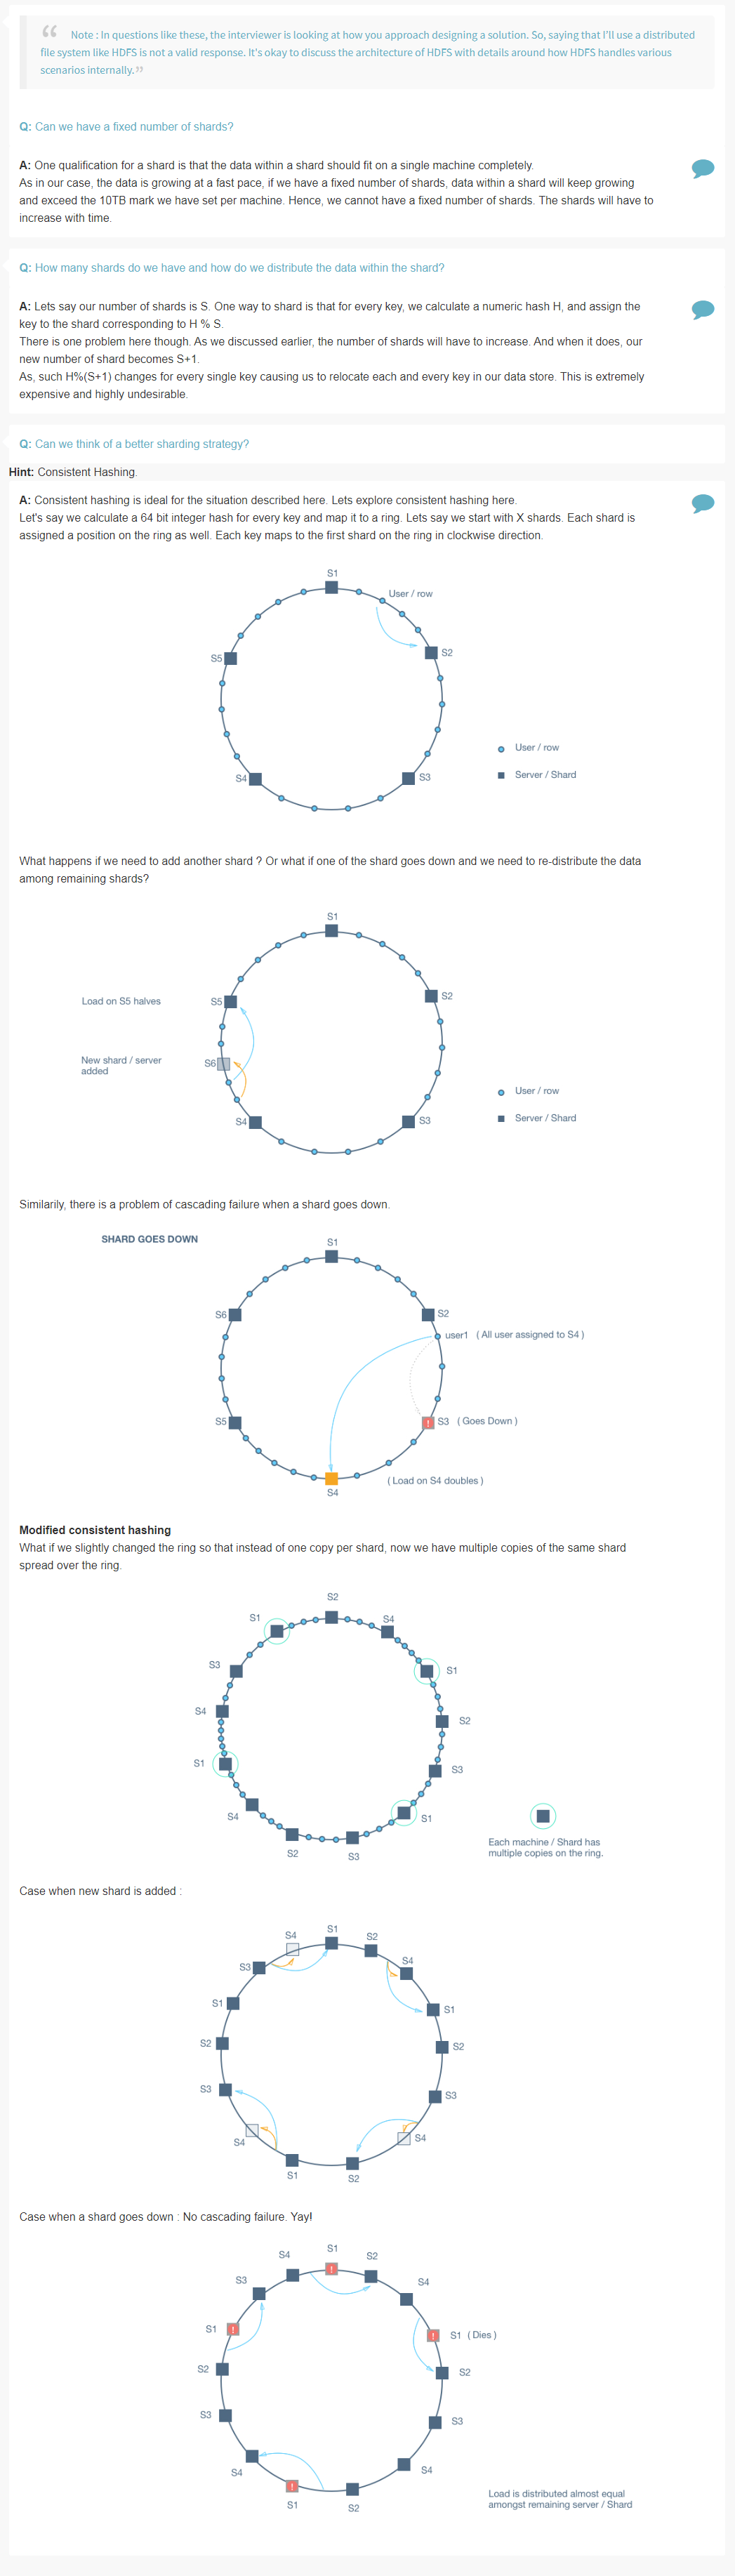 “ Note : In questions like these, the interviewer is looking at how you approach designing a solution. So, saying that I’ll use a distributed
file system like HDFS is not a valid response. It's okay to discuss the architecture of HDFS with details around how HDFS handles various
scenarios internally.”
Q: Can we have a fixed number of shards?
A: One qualification for a shard is that the data within a shard should fit on a single machine completely.
As in our case, the data is growing at a fast pace, if we have a fixed number of shards, data within a shard will keep growing
and exceed the 10TB mark we have set per machine. Hence, we cannot have a fixed number of shards. The shards will have to
increase with time.
Q: How many shards do we have and how do we distribute the data within the shard?
A: Lets say our number of shards is S. One way to shard is that for every key, we calculate a numeric hash H, and assign the
key to the shard corresponding to H % S.
There is one problem here though. As we discussed earlier, the number of shards will have to increase. And when it does, our
new number of shard becomes S+1.
As, such H%(S+1) changes for every single key causing us to relocate each and every key in our data store. This is extremely
expensive and highly undesirable.
Q: Can we think of a better sharding strategy?
Hint: Consistent Hashing.
A: Consistent hashing is ideal for the situation described here. Lets explore consistent hashing here.
Let's say we calculate a 64 bit integer hash for every key and map it to a ring. Lets say we start with X shards. Each shard is
assigned a position on the ring as well. Each key maps to the first shard on the ring in clockwise direction.
S1
User / row
S2
S5
User / row
S4
S3
Server / Shard
What happens if we need to add another shard ? Or what if one of the shard goes down and we need to re-distribute the data
among remaining shards?
S1
S2
Load on S5 halves
S5
New shard / server
added
S6
User / row
S4
S3
Server / Shard
Similarily, there is a problem of cascading failure when a shard goes down.
SHARD GOES DOWN
S1
S6
S2
user1 ( All user assigned to S4 )
S5
S3 ( Goes Down )
!
( Load on S4 doubles )
S4
Modified consistent hashing
What if we slightly changed the ring so that instead of one copy per shard, now we have multiple copies of the same shard
spread over the ring.
S2
S1
S4
S3
S1
S4
S2
S1
S3
S4
S1
S2
S3
Each machine / Shard has
multiple copies on the ring.
Case when new shard is added :
S1
S4
S2
S3
S4
S1
S1
S2
S2
S3
S3
S4
S4
S1
S2
Case when a shard goes down : No cascading failure. Yay!
S1
S4
S2
!
S3
S4
S1
!
!
S1 ( Dies )
S2
S2
S3
S3
S4
S4
!
S1
S2
Load is distributed almost equal
amongst remaining server / Shard